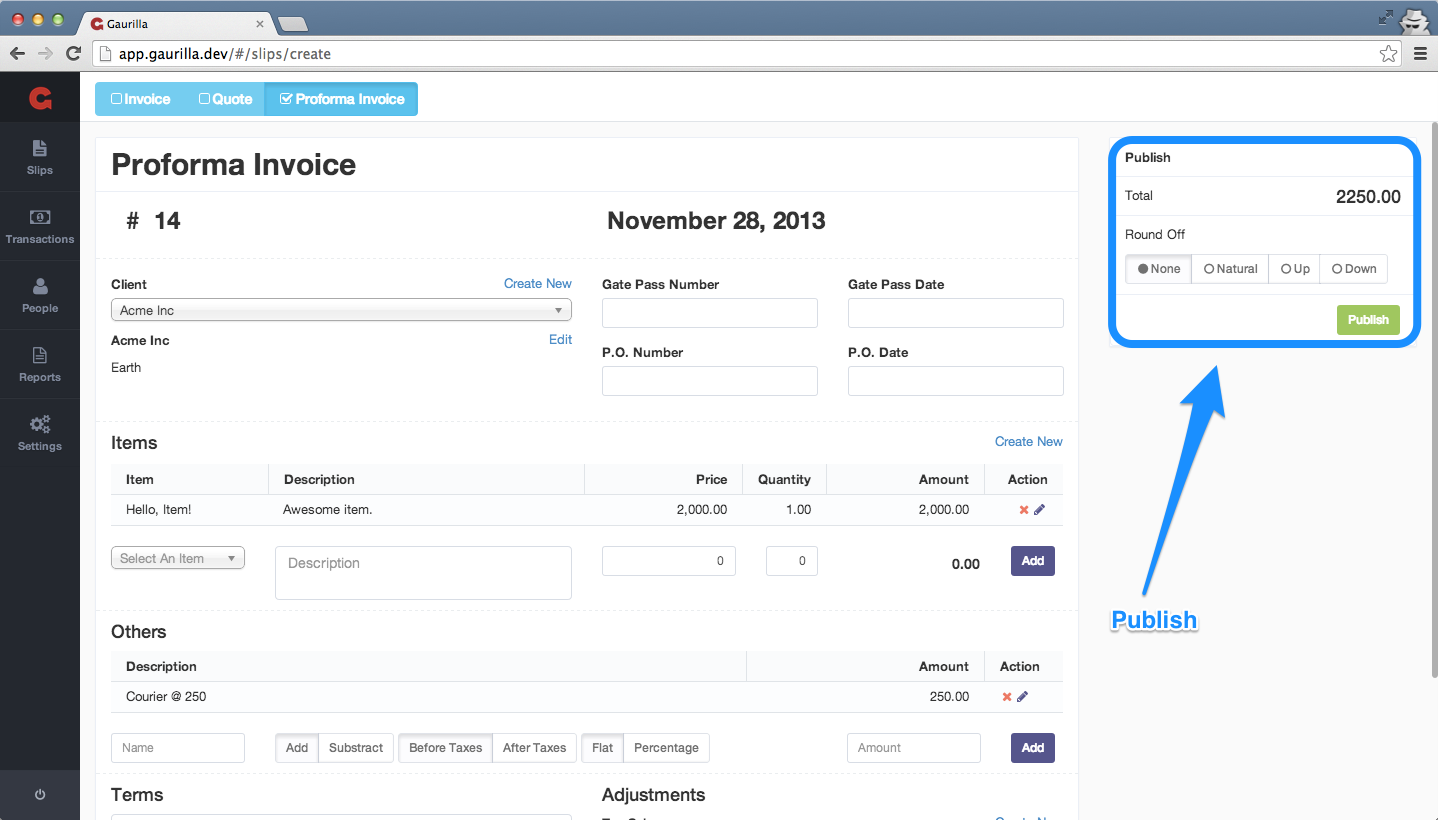 Gaurilla
app.gaurilla.dev/#/slips/create
Invoice Quote Proforma Invoice
Slips
Transactions
People
Reports
Settings
Proforma Invoice
# 14 November 28, 2013
Client Create New
Acme Inc
Acme Inc Edit
Earth
Gate Pass Number Gate Pass Date
P.O. Number P.O. Date
Items Create New
Item Description Price Quantity Amount Action
Hello, Item! Awesome item. 2,000.00 1.00 2,000.00
Select An Item Description 0 0 0.00 Add
Others
Description Amount Action
Courier @ 250 250.00
Name Add Substract Before Taxes After Taxes Flat Percentage Amount Add
Terms Adjustments
Publish
Total 2250.00
Round Off
None Natural Up Down
Publish
Publish